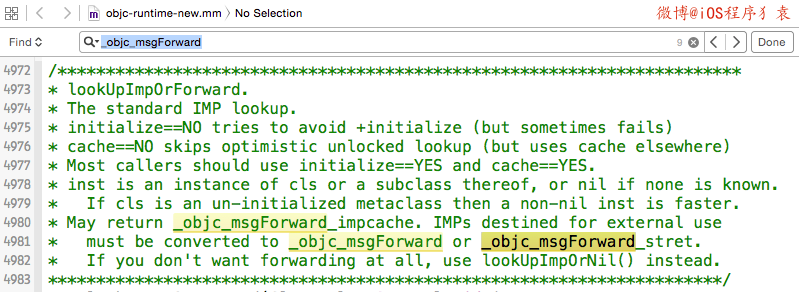 objc-runtime-new.mm 〉 No Selection
微博@iOS程序犭袁
Find
_objc_msgForward
9
Done
4972 /***************************************************************************
4973 * lookUpImpOrForward.
4974 * The standard IMP lookup.
4975 * initialize==NO tries to avoid +initialize (but sometimes fails)
4976 * cache==NO skips optimistic unlocked lookup (but uses cache elsewhere)
4977 * Most callers should use initialize==YES and cache==YES.
4978 * inst is an instance of cls or a subclass thereof, or nil if none is known.
4979 *   If cls is an un-initialized metaclass then a non-nil inst is faster.
4980 * May return _objc_msgForward_impcache. IMPs destined for external use
4981 *   must be converted to _objc_msgForward or _objc_msgForward_stret.
4982 *   If you don't want forwarding at all, use lookUpImpOrNil() instead.
4983 **************************************************************************/